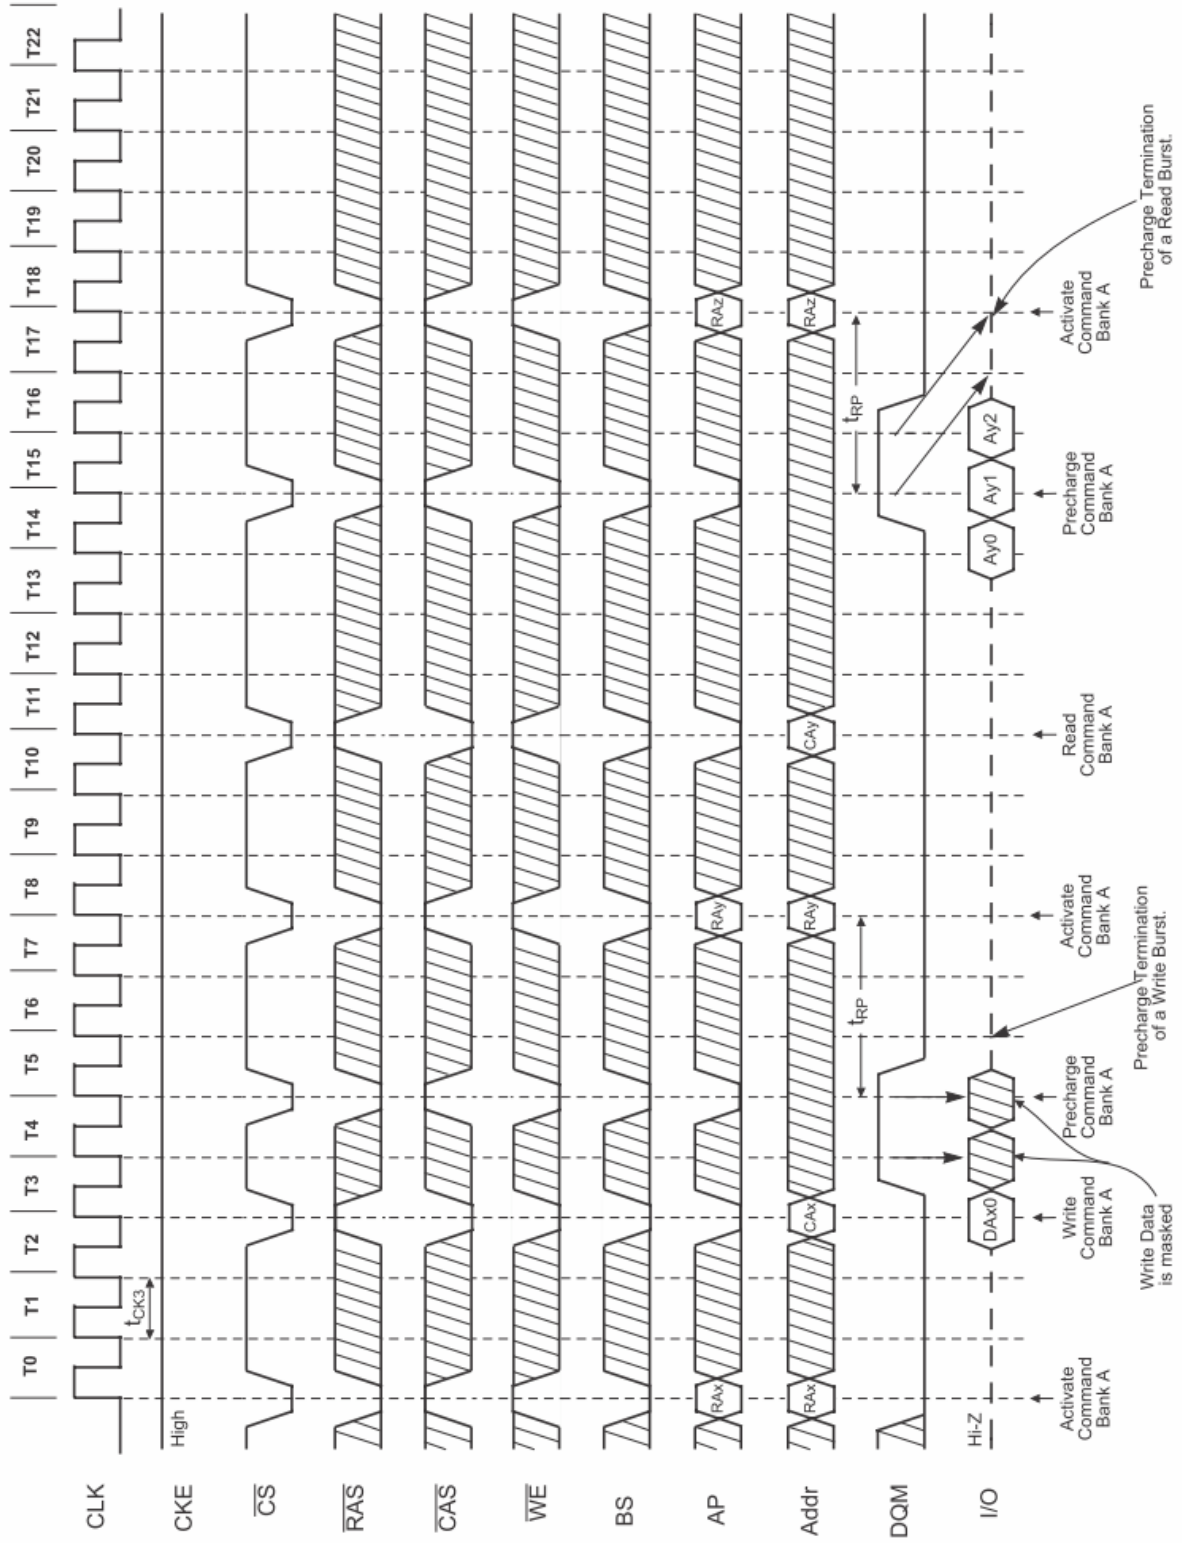 T0 T1 T2 T3 T4 T5 T6 T7 T8 T9 T10 T11 T12 T13 T14 T15 T16 T17 T18 T19 T20 T21 T22
CLK
tCK3
CKE
High
CS
RAS
CAS
WE
BS
AP
RAx RAy RAz
Addr
RAx CAx RAy CAy RAz
tRP tRP
DQM
I/O
Hi-Z
DAx0 Ay0 Ay1 Ay2
Activate
Command
Bank A
Write
Command
Bank A
Precharge
Command
Bank A
Activate
Command
Bank A
Read
Command
Bank A
Precharge
Command
Bank A
Activate
Command
Bank A
Write Data
is masked
Precharge Termination
of a Write Burst.
Precharge Termination
of a Read Burst.